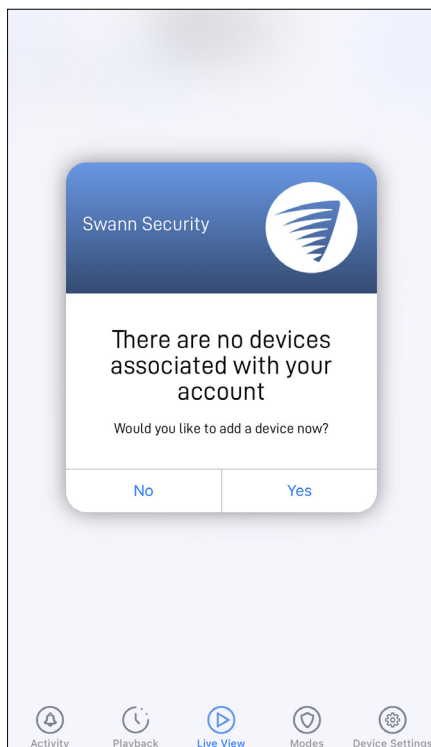 Swann Security
There are no devices
associated with your
account
Would you like to add a device now?
No Yes
Activity Playback Live View Modes Device Settings